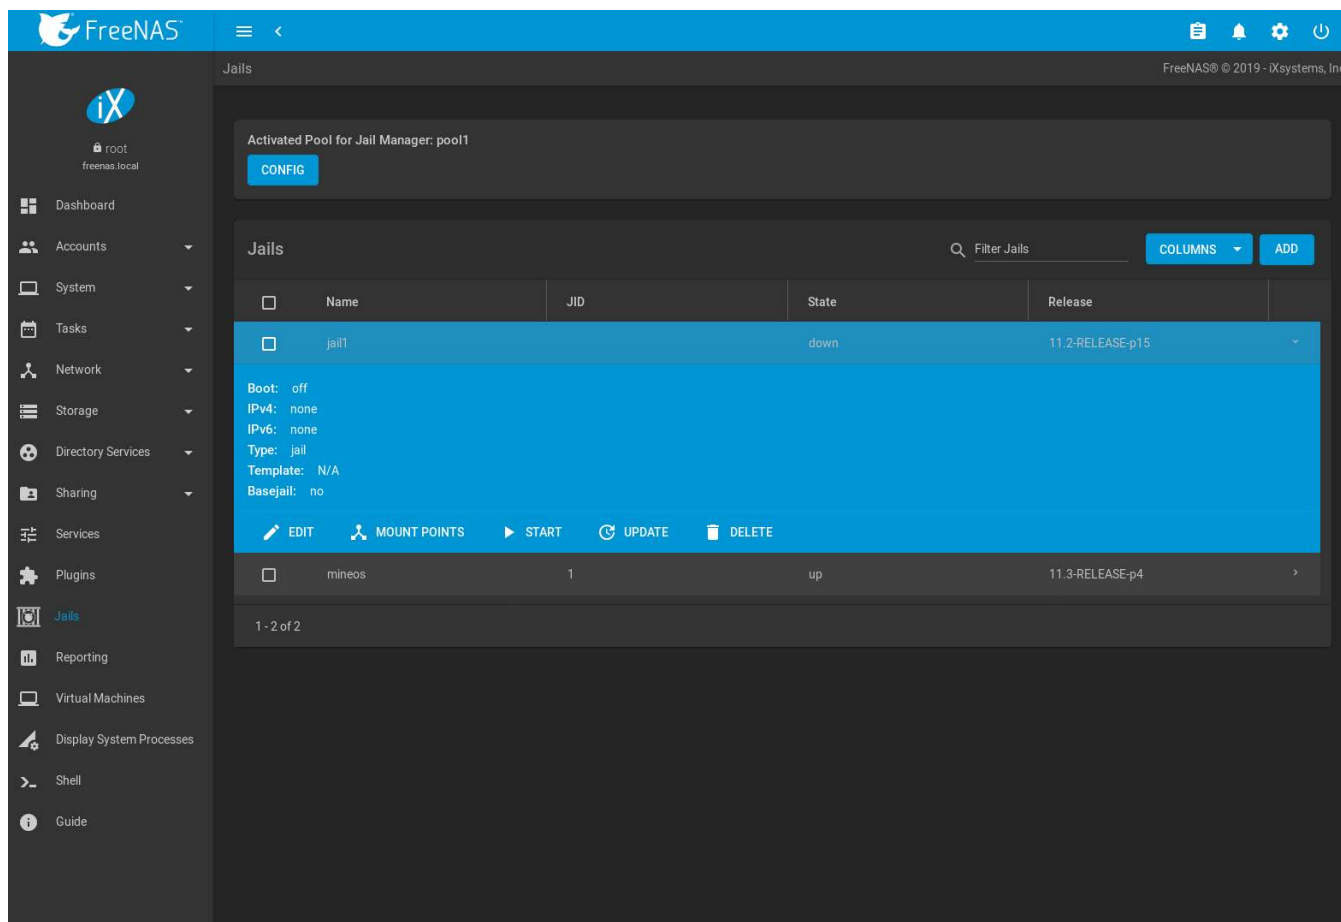 FreeNAS™
Jails
FreeNAS® © 2019 - iXsystems, Inc
iX
root
freenas.local
Dashboard
Accounts
System
Tasks
Network
Storage
Directory Services
Sharing
Services
Plugins
Jails
Reporting
Virtual Machines
Display System Processes
Shell
Guide
Activated Pool for Jail Manager: pool1
CONFIG
Jails
Filter Jails
COLUMNS
ADD
Name JID State Release
jail1 down 11.2-RELEASE-p15
Boot: off
IPv4: none
IPv6: none
Type: jail
Template: N/A
Basejail: no
EDIT MOUNT POINTS START UPDATE DELETE
mineos 1 up 11.3-RELEASE-p4
1 - 2 of 2